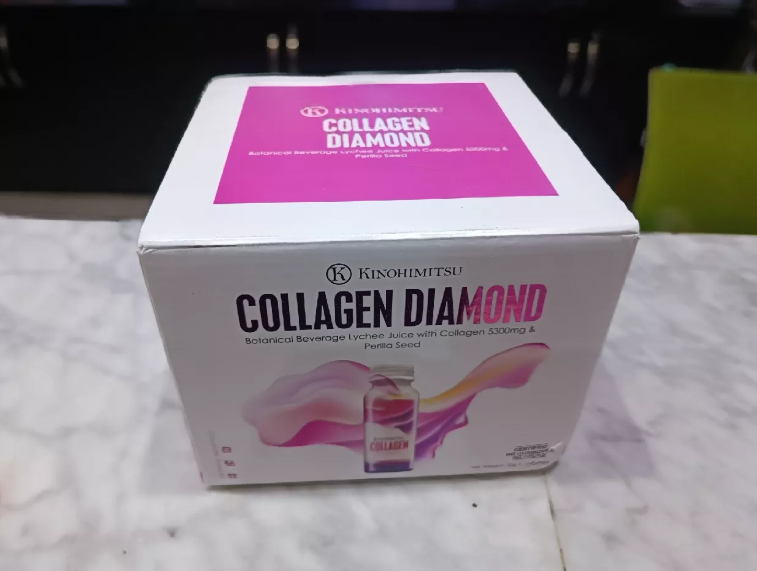 KINOHIMITSU
COLLAGEN
DIAMOND
Botanical Beverage Lychee Juice with Collagen 5300mg &
Perilla Seed
KINOHIMITSU
COLLAGEN DIAMOND
Botanical Beverage Lychee Juice with Collagen 5300mg &
Perilla Seed
COLLAGEN
CERTIFIED